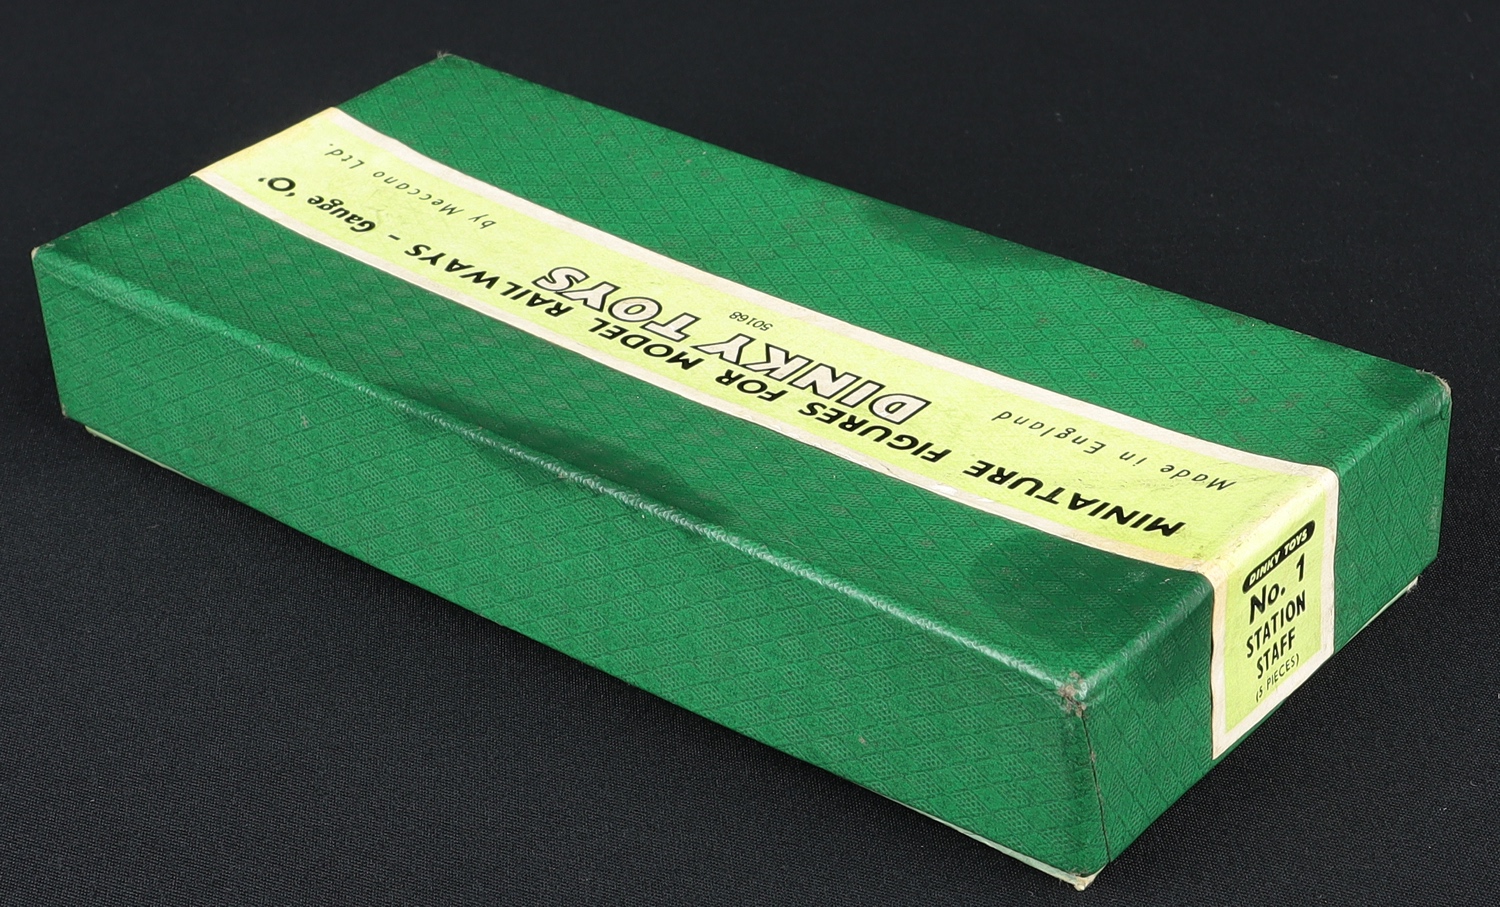 MINIATURE FIGURES FOR MODEL RAILWAYS - Gauge 'O'
DINKY TOYS
Made in England
50168
by Meccano Ltd.
DINKY TOYS
No. 1
STATION
STAFF
(5 PIECES)